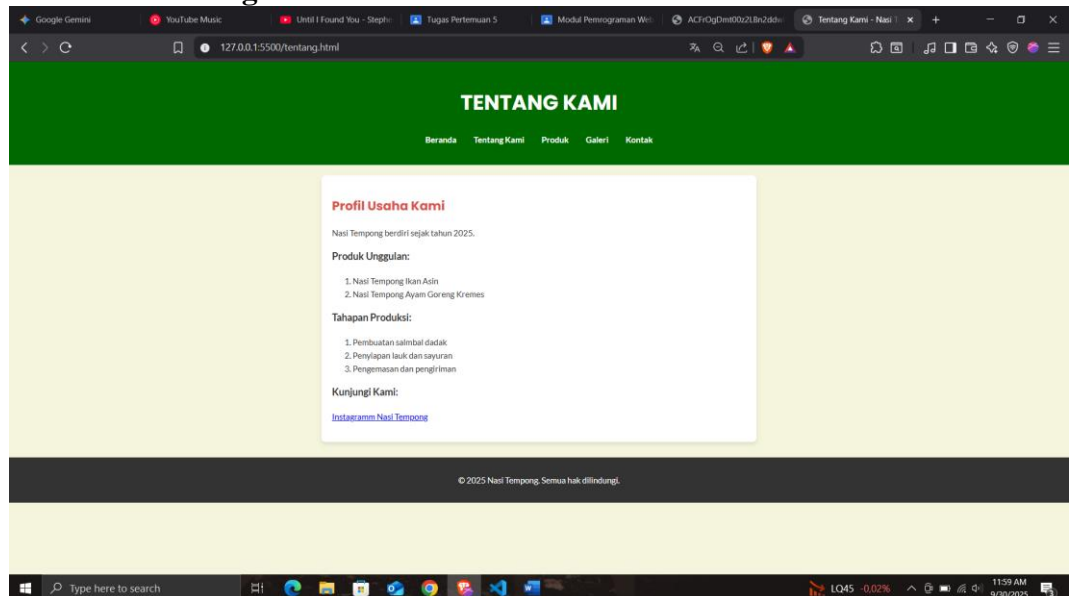 Google Gemini
YouTube Music
Until I Found You - Stephe
Tugas Pertemuan 5
Modul Pemrograman Web
Tentang Kami - Nasi T
127.0.0.1:5500/tentang.html
TENTANG KAMI
Beranda Tentang Kami Produk Galeri Kontak
Profil Usaha Kami
Nasi Tempong berdiri sejak tahun 2025.
Produk Unggulan:
1. Nasi Tempong Ikan Asin
2. Nasi Tempong Ayam Goreng Kremes
Tahapan Produksi:
1. Pembuatan salmbal dadak
2. Penyiapan lauk dan sayuran
3. Pengemasan dan pengiriman
Kunjungi Kami:
Instagramm Nasi Tempong
© 2025 Nasi Tempong. Semua hak dilindungi.
Type here to search
LQ45 -0,02%
11:59 AM
9/30/2025